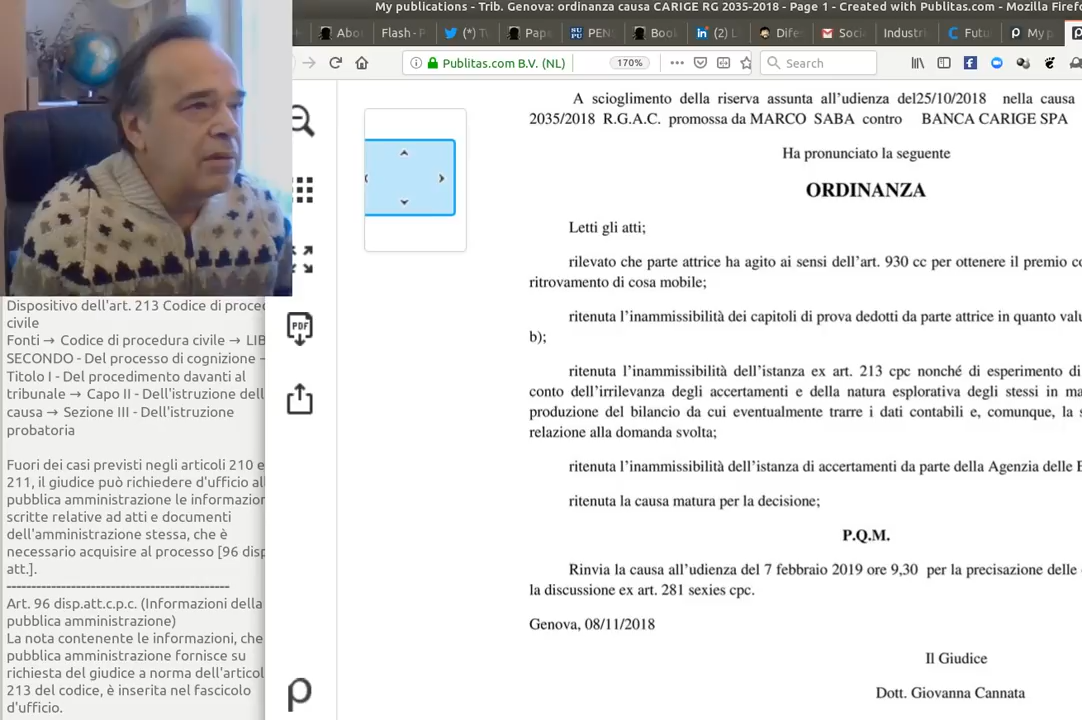 My publications - Trib. Genova: ordinanza causa CARIGE RG 2035-2018 - Page 1 - Created with Publitas.com - Mozilla Firefo
Abo
Flash - P
(*) T
Pape
PEN
Book
(2) L
Dife
Soci
Industri
Futu
My p
Publitas.com B.V. (NL)
170%
Search
A scioglimento della riserva assunta all'udienza del25/10/2018 nella causa
2035/2018 R.G.A.C. promossa da MARCO SABA contro BANCA CARIGE SPA
Ha pronunciato la seguente
ORDINANZA
Letti gli atti;
rilevato che parte attrice ha agito ai sensi dell'art. 930 cc per ottenere il premio co
ritrovamento di cosa mobile;
ritenuta l'inammissibilità dei capitoli di prova dedotti da parte attrice in quanto valu
b);
ritenuta l'inammissibilità dell'istanza ex art. 213 cpc nonché di esperimento di
conto dell'irrilevanza degli accertamenti e della natura esplorativa degli stessi in ma
produzione del bilancio da cui eventualmente trarre i dati contabili e, comunque, la s
relazione alla domanda svolta;
ritenuta l'inammissibilità dell'istanza di accertamenti da parte della Agenzia delle E
ritenuta la causa matura per la decisione;
P.Q.M.
Rinvia la causa all'udienza del 7 febbraio 2019 ore 9,30 per la precisazione delle
la discussione ex art. 281 sexies cpc.
Genova, 08/11/2018
Il Giudice
Dott. Giovanna Cannata
PDF
Dispositivo dell'art. 213 Codice di proced
civile
Fonti → Codice di procedura civile → LIB
SECONDO - Del processo di cognizione →
Titolo I - Del procedimento davanti al
tribunale → Capo II - Dell'istruzione dell
causa → Sezione III - Dell'istruzione
probatoria
Fuori dei casi previsti negli articoli 210 e
211, il giudice può richiedere d'ufficio al
pubblica amministrazione le informazion
scritte relative ad atti e documenti
dell'amministrazione stessa, che è
necessario acquisire al processo [96 disp
att.].
--------------------------------------------
Art. 96 disp.att.c.p.c. (Informazioni della
pubblica amministrazione)
La nota contenente le informazioni, che
pubblica amministrazione fornisce su
richiesta del giudice a norma dell'articol
213 del codice, è inserita nel fascicolo
d'ufficio.